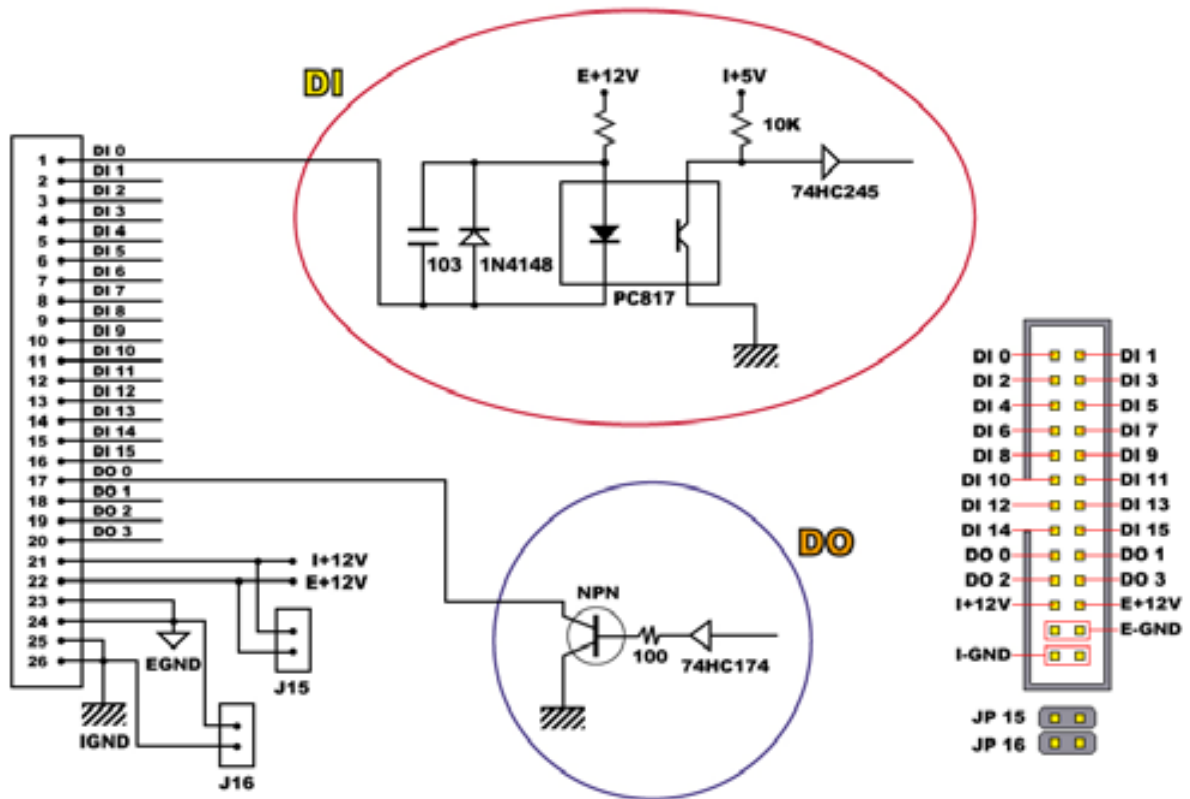 DI
E+12V
I+5V
10K
74HC245
103
1N4148
PC817
1 DI 0
2 DI 1
3 DI 2
4 DI 3
5 DI 4
6 DI 5
7 DI 6
8 DI 7
9 DI 8
10 DI 9
11 DI 10
12 DI 11
13 DI 12
14 DI 13
15 DI 14
16 DI 15
17 DO 0
18 DO 1
19 DO 2
20 DO 3
21 I+12V
22 E+12V
23
24
25
26
EGND
IGND
J15
J16
DO
NPN
100
74HC174
DI 0 DI 1
DI 2 DI 3
DI 4 DI 5
DI 6 DI 7
DI 8 DI 9
DI 10 DI 11
DI 12 DI 13
DI 14 DI 15
DO 0 DO 1
DO 2 DO 3
I+12V E+12V
E-GND
I-GND
JP 15
JP 16